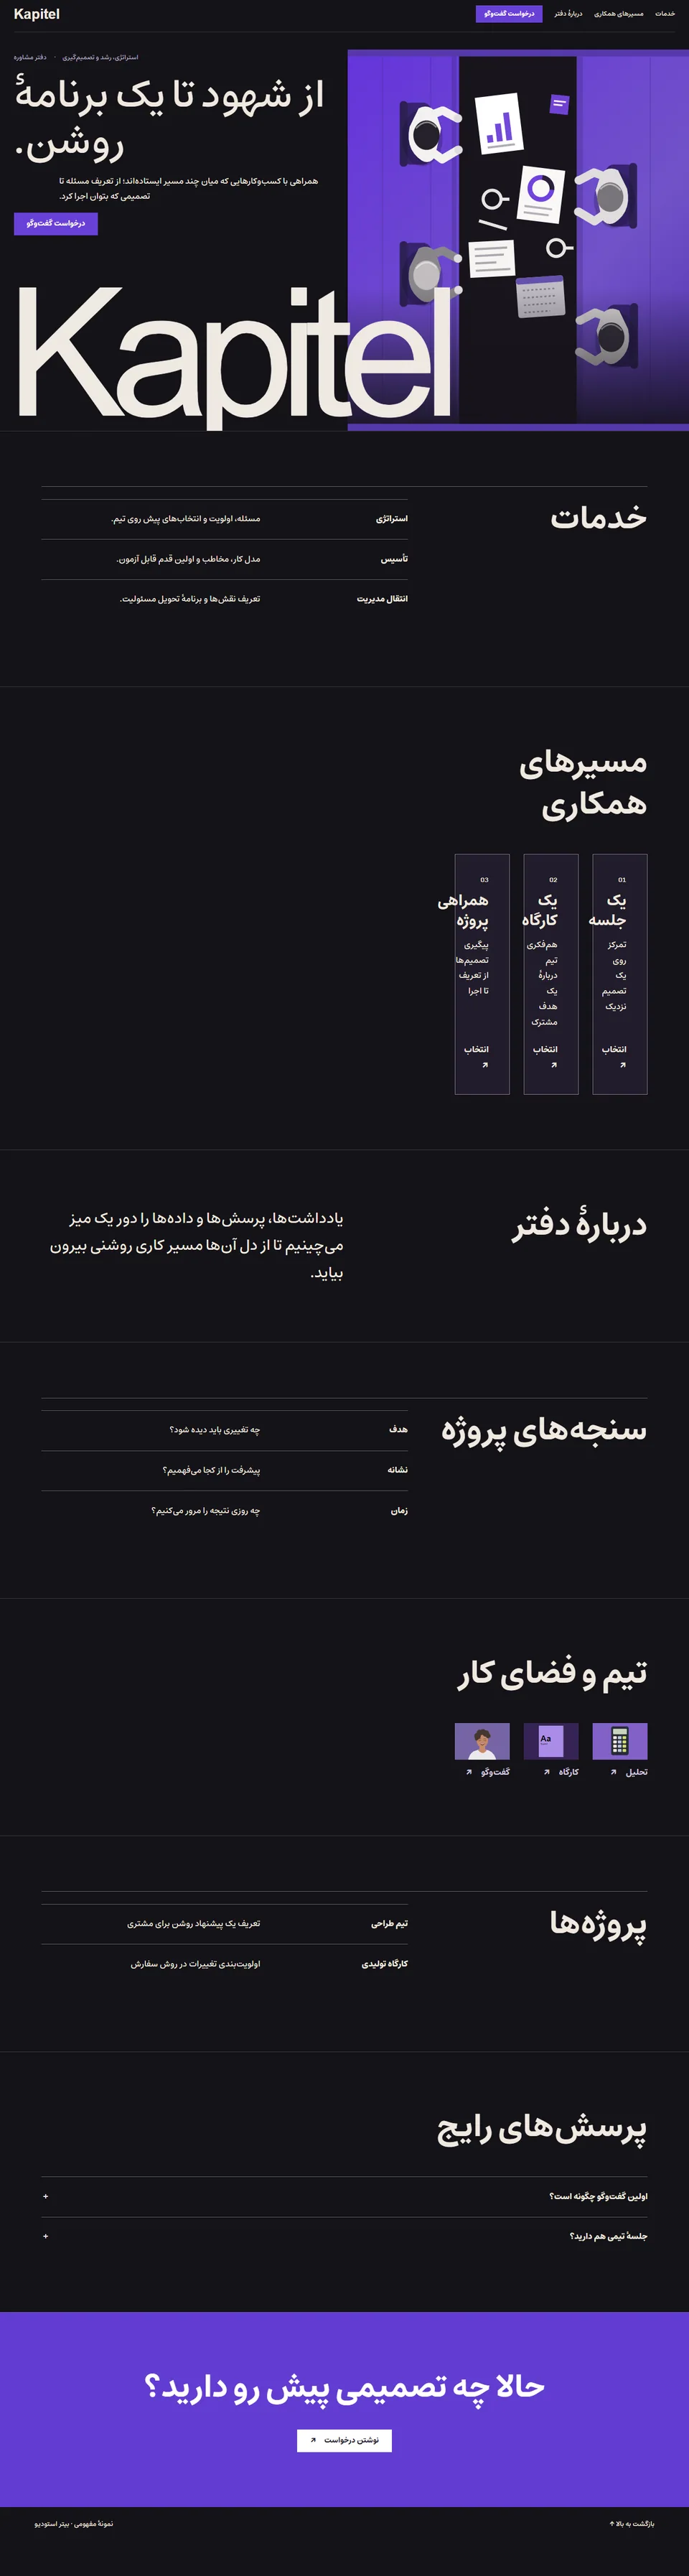 Kapitel
خدمات
مسیرهای همکاری
دربارهٔ دفتر
درخواست گفت‌وگو
استراتژی، رشد و تصمیم‌گیری · دفتر مشاوره
از شهود تا یک برنامهٔ
روشن.
همراهی با کسب‌وکارهایی که میان چند مسیر ایستاده‌اند؛ از تعریف مسئله تا
تصمیمی که بتوان اجرا کرد.
درخواست گفت‌وگو
Kapitel
خدمات
استراتژی
مسئله، اولویت و انتخاب‌های پیش روی تیم.
تأسیس
مدل کار، مخاطب و اولین قدم قابل آزمون.
انتقال مدیریت
تعریف نقش‌ها و برنامهٔ تحویل مسئولیت.
مسیرهای
همکاری
01
یک
جلسه
تمرکز
روی
یک
تصمیم
نزدیک
انتخاب
↗
02
یک
کارگاه
هم‌فکری
تیم
دربارهٔ
یک
هدف
مشترک
انتخاب
↗
03
همراهی
پروژه
پیگیری
تصمیم‌ها
از تعریف
تا اجرا
انتخاب
↗
دربارهٔ دفتر
یادداشت‌ها، پرسش‌ها و داده‌ها را دور یک میز
می‌چینیم تا از دل آن‌ها مسیر کاری روشنی بیرون
بیاید.
سنجه‌های پروژه
هدف
چه تغییری باید دیده شود؟
نشانه
پیشرفت را از کجا می‌فهمیم؟
زمان
چه روزی نتیجه را مرور می‌کنیم؟
تیم و فضای کار
Aa
تحلیل ↗
کارگاه ↗
گفت‌وگو ↗
پروژه‌ها
تیم طراحی
تعریف یک پیشنهاد روشن برای مشتری
کارگاه تولیدی
اولویت‌بندی تغییرات در روش سفارش
پرسش‌های رایج
اولین گفت‌وگو چگونه است؟ +
جلسهٔ تیمی هم دارید؟ +
حالا چه تصمیمی پیش رو دارید؟
نوشتن درخواست ↗
بازگشت به بالا ↑
نمونهٔ مفهومی · بیتر استودیو